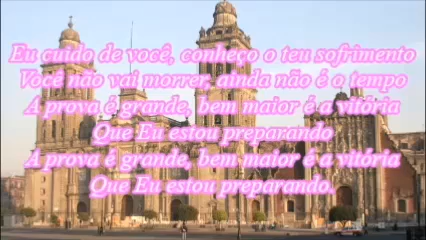 Eu cuido de você, conheço o teu sofrimento
Você não vai morrer, ainda não é o tempo
A prova é grande, bem maior é a vitória
Que Eu estou preparando
A prova é grande, bem maior é a vitória
Que Eu estou preparando.